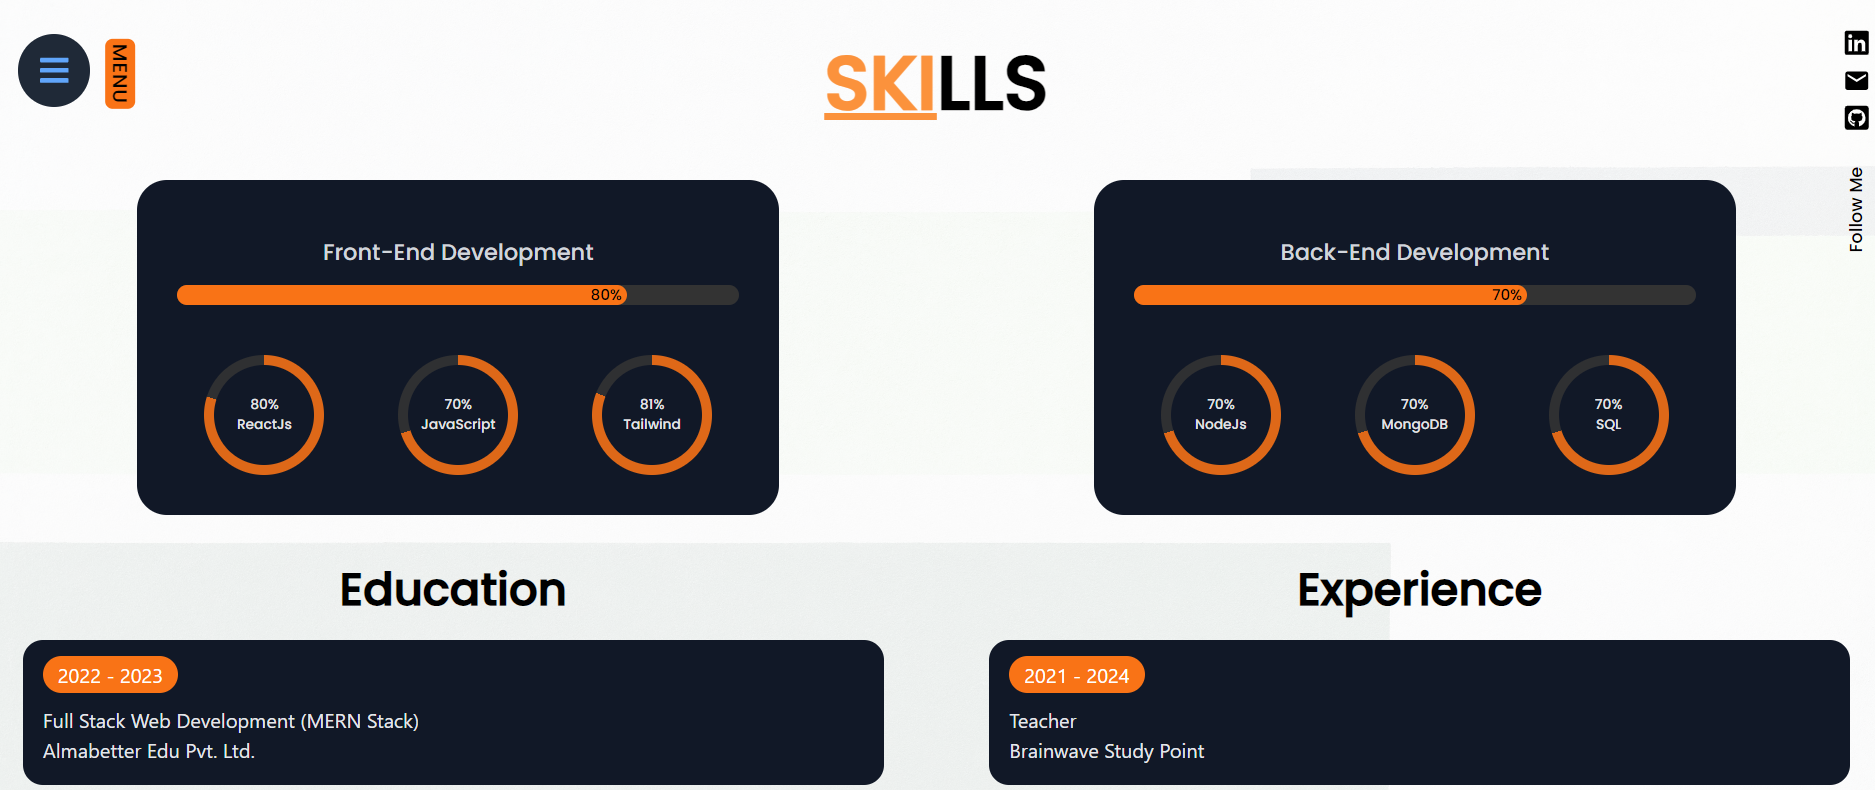 MENU
SKILLS
in
Follow Me
Front-End Development
80%
80%
ReactJs
70%
JavaScript
81%
Tailwind
Back-End Development
70%
70%
NodeJs
70%
MongoDB
70%
SQL
Education
2022 - 2023
Full Stack Web Development (MERN Stack)
Almabetter Edu Pvt. Ltd.
Experience
2021 - 2024
Teacher
Brainwave Study Point